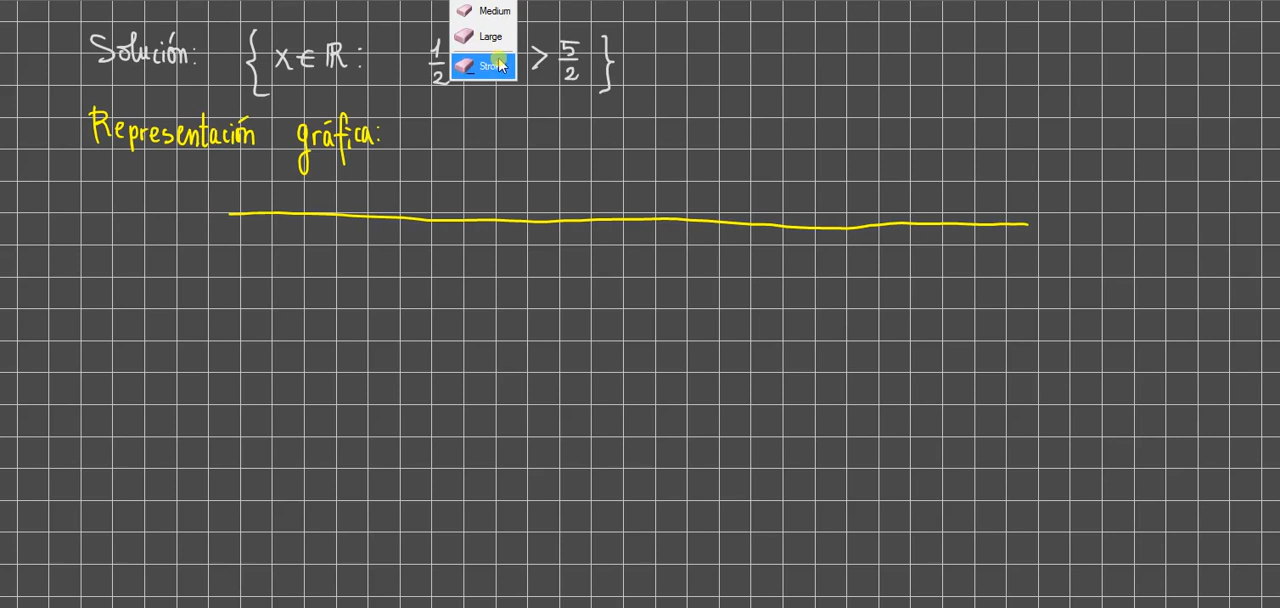 Medium
Large
Solución: { x ∈ ℝ: 1/2 > 5/2 }
Representación gráfica: